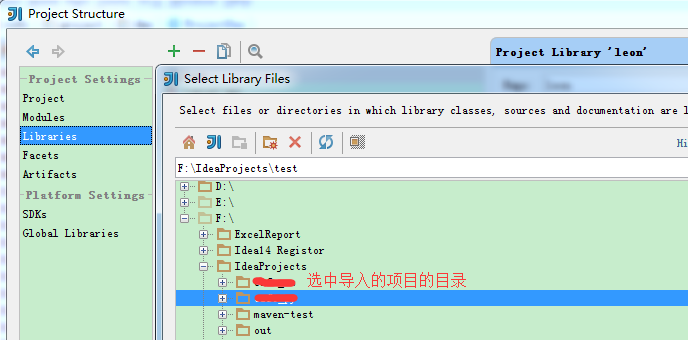 Project Structure
Project Settings
Project
Modules
Libraries
Facets
Artifacts
Platform Settings
SDKs
Global Libraries
Project Library 'leon'
Select Library Files
Select files or directories in which library classes, sources and documentation are l
Hi
F:\IdeaProjects\test
D:\
E:\
F:\
ExcelReport
Idea14 Registor
IdeaProjects
选中导入的项目的目录
maven-test
out